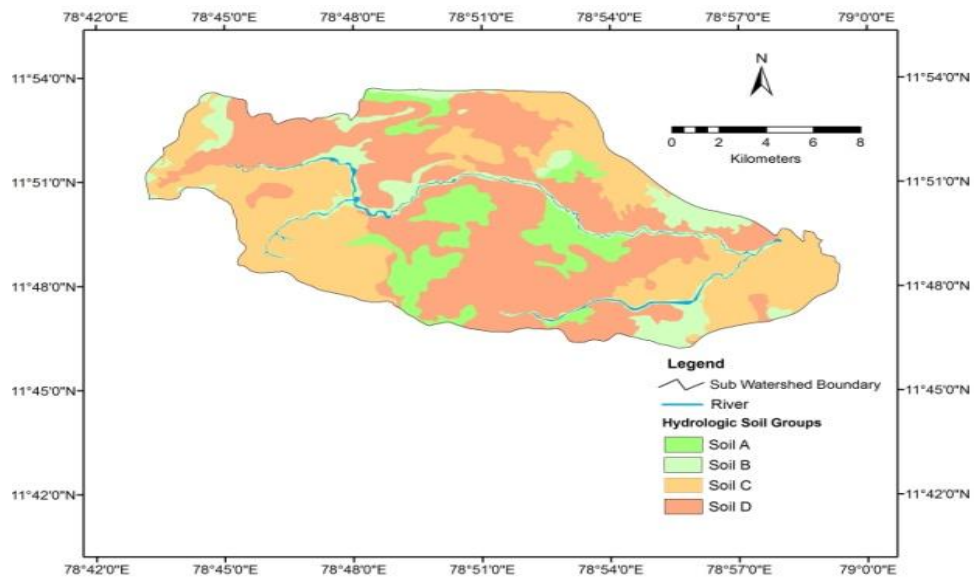 78°42'0"E 78°45'0"E 78°48'0"E 78°51'0"E 78°54'0"E 78°57'0"E 79°0'0"E
11°54'0"N 11°54'0"N
N
0 2 4 6 8
Kilometers
11°51'0"N 11°51'0"N
11°48'0"N 11°48'0"N
Legend
Sub Watershed Boundary
11°45'0"N 11°45'0"N
River
Hydrologic Soil Groups
Soil A
Soil B
Soil C
11°42'0"N 11°42'0"N
Soil D
78°42'0"E 78°45'0"E 78°48'0"E 78°51'0"E 78°54'0"E 78°57'0"E 79°0'0"E